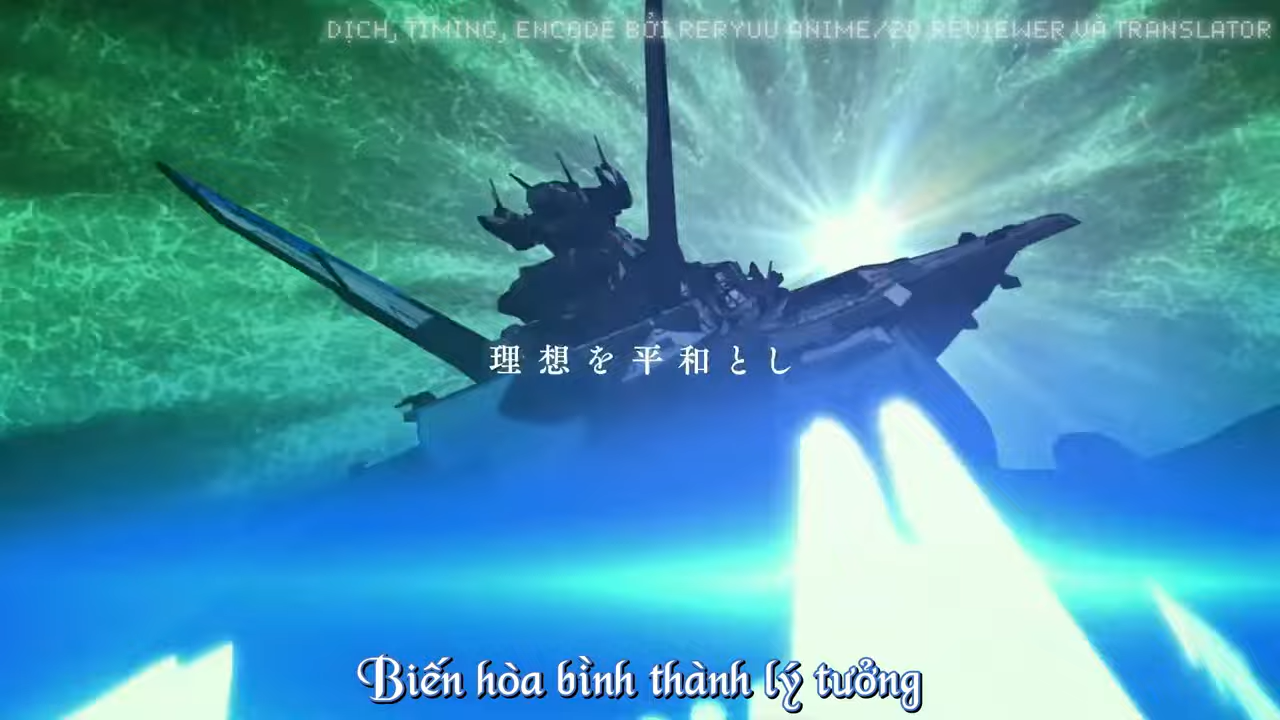 DỊCH, TIMING, ENCODE BỞI RERYUU ANIME/2D REVIEWER VÀ TRANSLATOR
理想を平和とし
Biến hòa bình thành lý tưởng